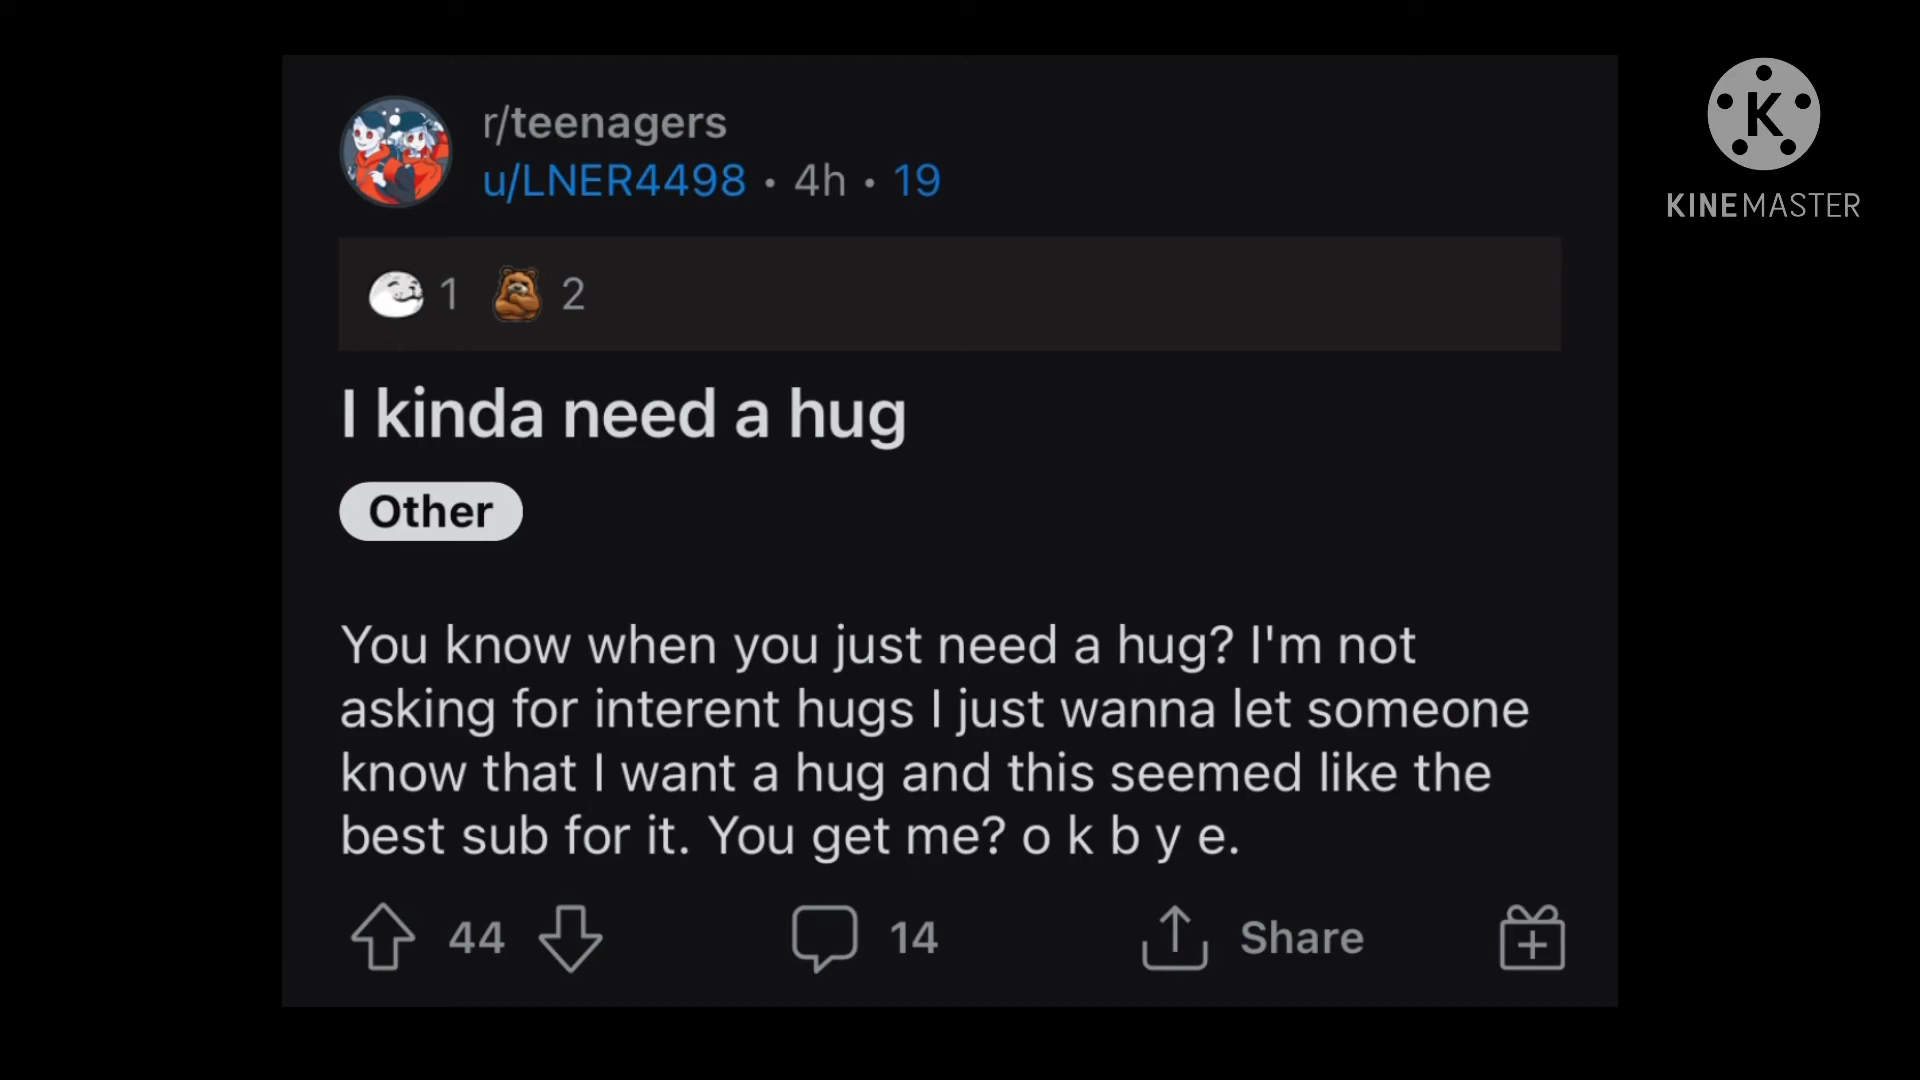 r/teenagers
u/LNER4498 • 4h • 19
1 2
I kinda need a hug
Other
You know when you just need a hug? I'm not
asking for interent hugs I just wanna let someone
know that I want a hug and this seemed like the
best sub for it. You get me? o k b y e.
44 14 Share
K
KINEMASTER